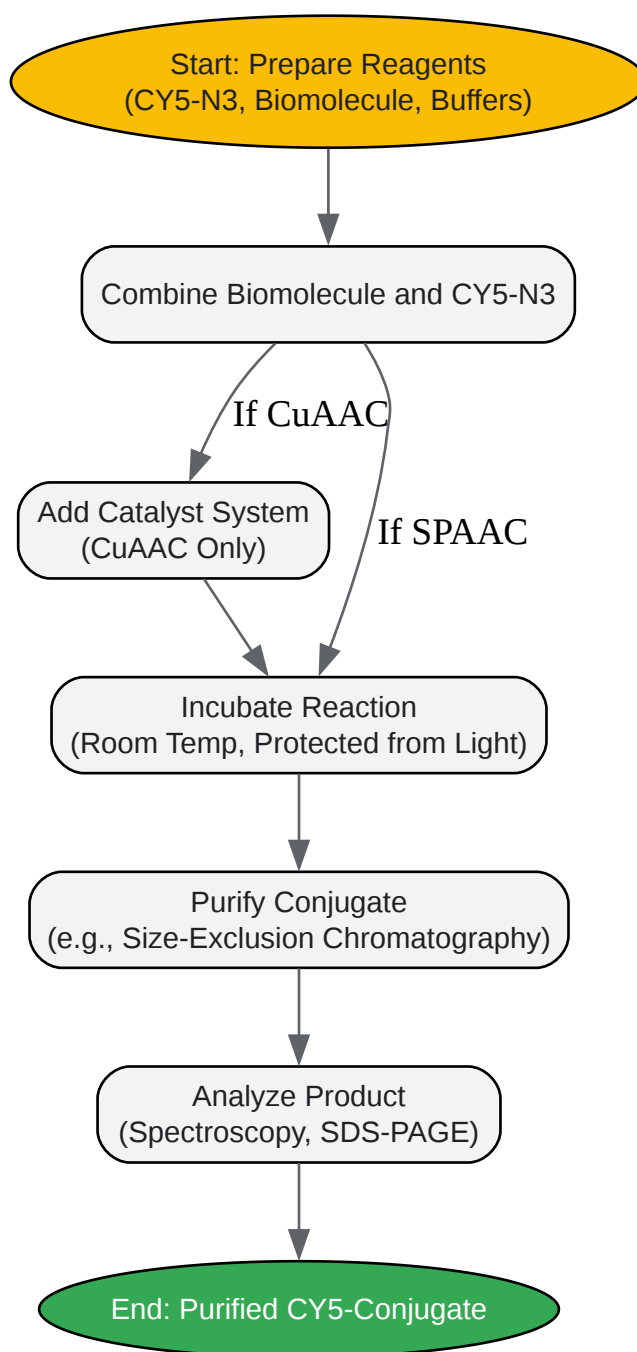 Start: Prepare Reagents
(CY5-N3, Biomolecule, Buffers)
Combine Biomolecule and CY5-N3
If CuAAC
Add Catalyst System
(CuAAC Only)
If SPAAC
Incubate Reaction
(Room Temp, Protected from Light)
Purify Conjugate
(e.g., Size-Exclusion Chromatography)
Analyze Product
(Spectroscopy, SDS-PAGE)
End: Purified CY5-Conjugate